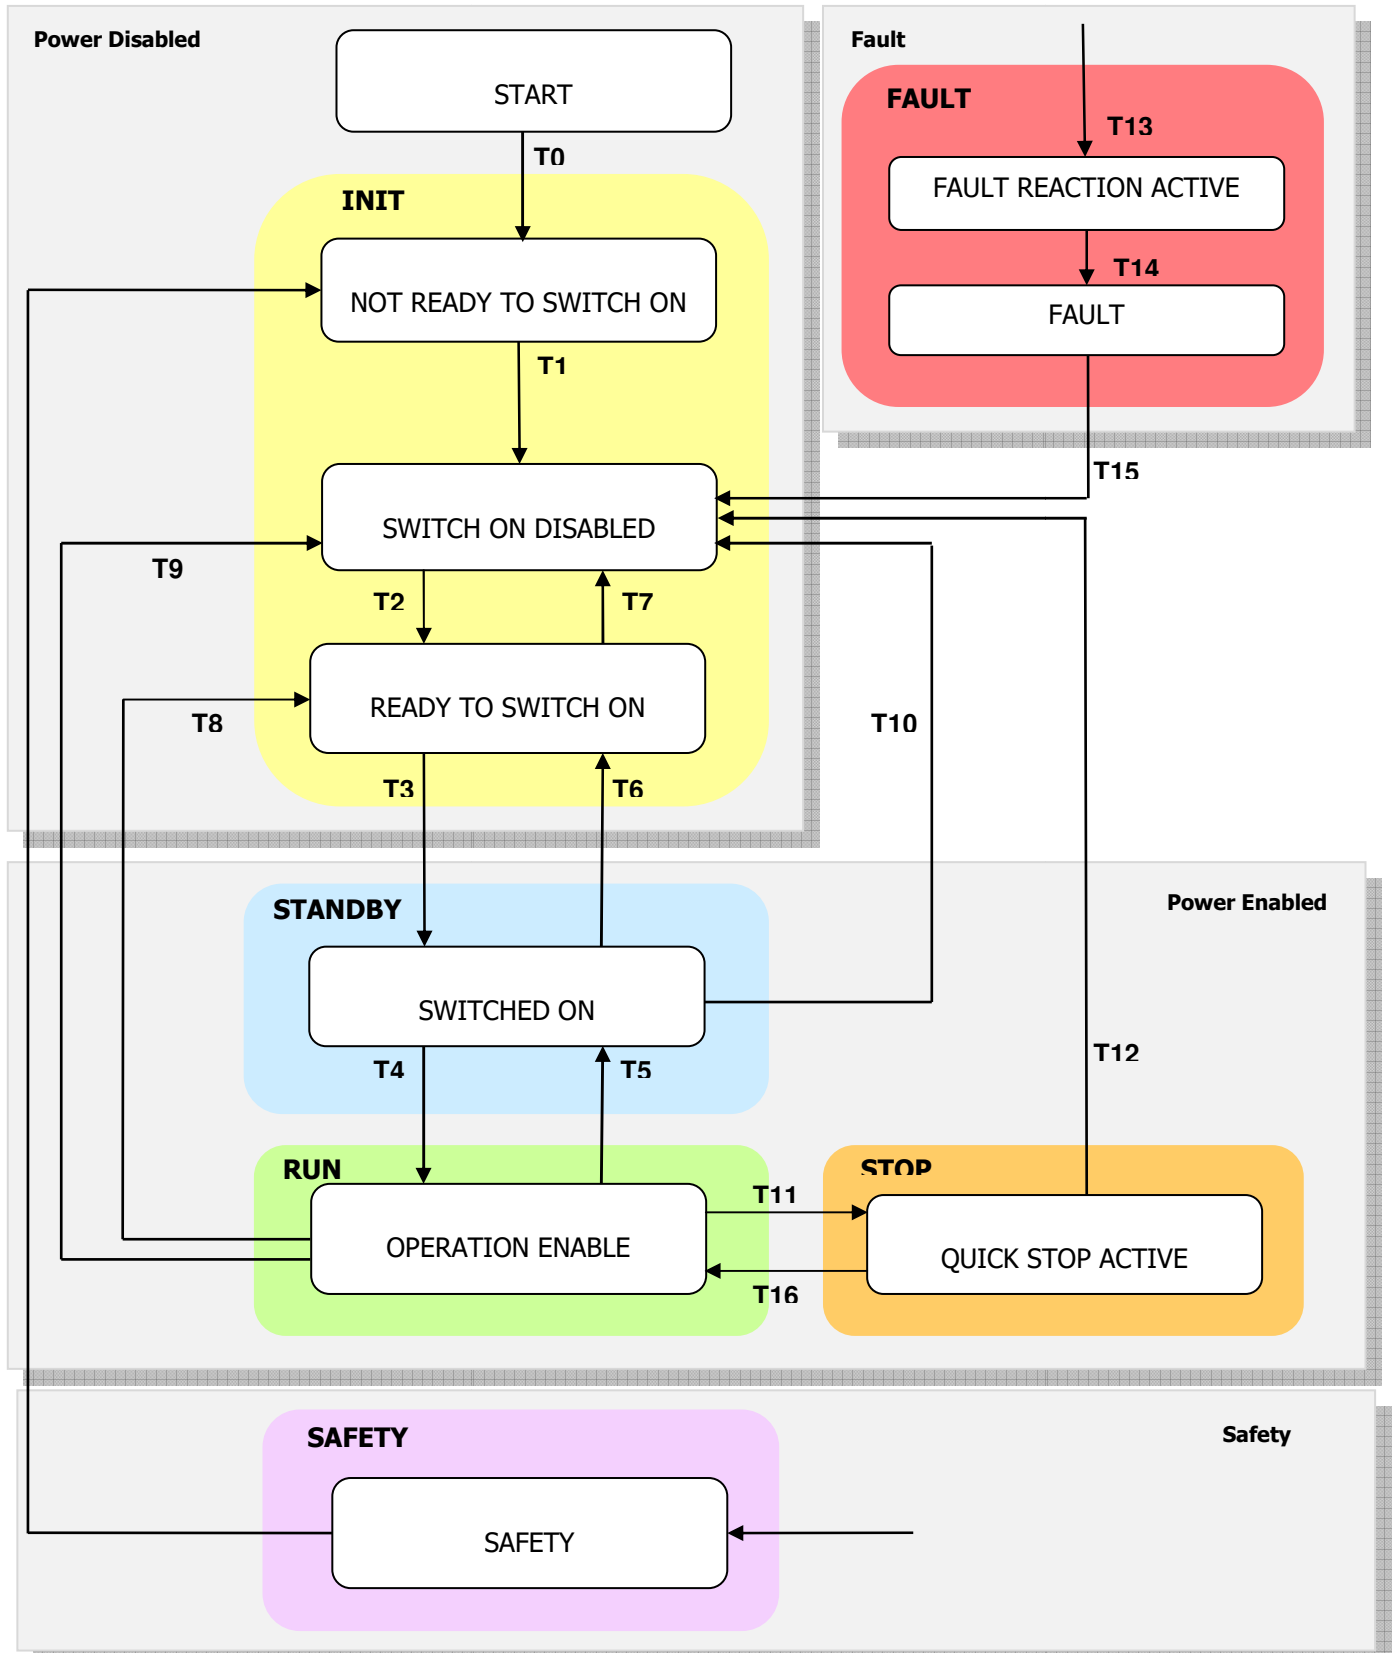 Power Disabled
START
T0
INIT
NOT READY TO SWITCH ON
T1
SWITCH ON DISABLED
T9
T2
T7
READY TO SWITCH ON
T8
T3
T6
Fault
FAULT
T13
FAULT REACTION ACTIVE
T14
FAULT
T15
T10
Power Enabled
STANDBY
SWITCHED ON
T12
T4
T5
RUN
OPERATION ENABLE
T11
T16
STOP
QUICK STOP ACTIVE
SAFETY
Safety
SAFETY